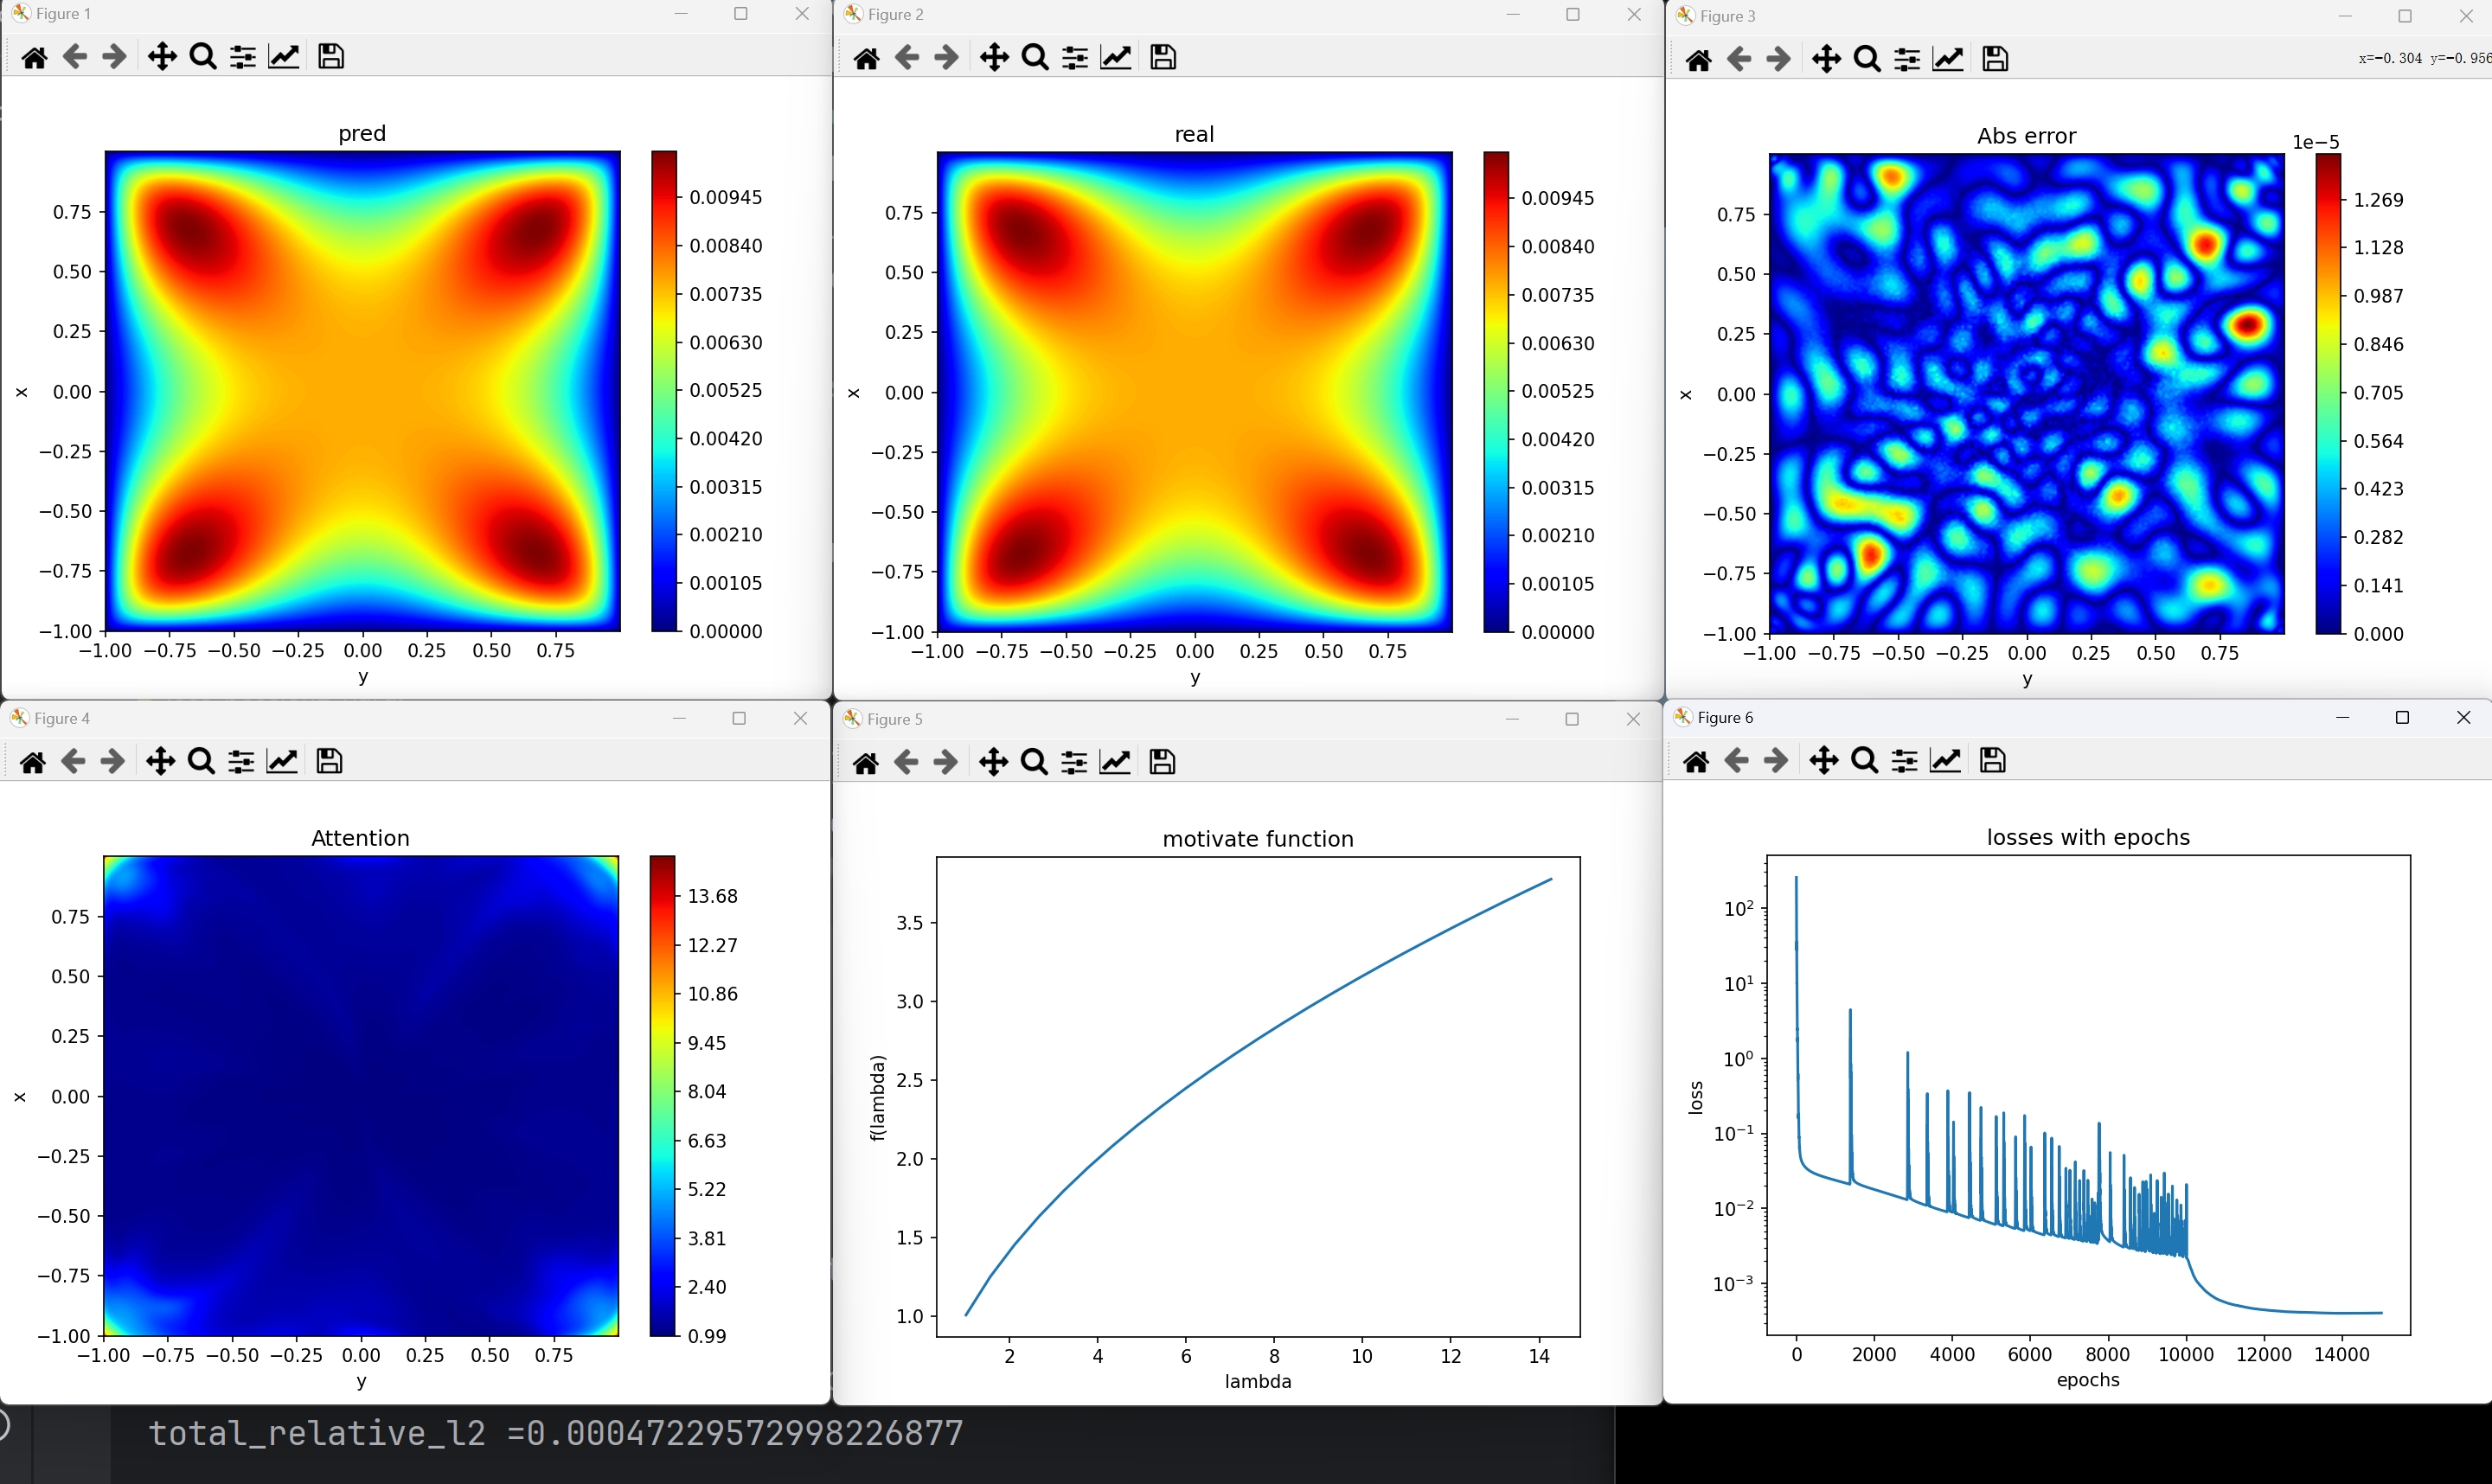 Figure 1
pred
0.75
0.50
0.25
0.00
−0.25
−0.50
−0.75
−1.00
x
−1.00 −0.75 −0.50 −0.25 0.00 0.25 0.50 0.75
y
0.00945
0.00840
0.00735
0.00630
0.00525
0.00420
0.00315
0.00210
0.00105
0.00000
Figure 2
real
0.75
0.50
0.25
0.00
−0.25
−0.50
−0.75
−1.00
x
−1.00 −0.75 −0.50 −0.25 0.00 0.25 0.50 0.75
y
0.00945
0.00840
0.00735
0.00630
0.00525
0.00420
0.00315
0.00210
0.00105
0.00000
Figure 3
x=−0.304 y=−0.956
Abs error
1e−5
0.75
0.50
0.25
0.00
−0.25
−0.50
−0.75
−1.00
x
−1.00 −0.75 −0.50 −0.25 0.00 0.25 0.50 0.75
y
1.269
1.128
0.987
0.846
0.705
0.564
0.423
0.282
0.141
0.000
Figure 4
Attention
0.75
0.50
0.25
0.00
−0.25
−0.50
−0.75
−1.00
x
−1.00 −0.75 −0.50 −0.25 0.00 0.25 0.50 0.75
y
13.68
12.27
10.86
9.45
8.04
6.63
5.22
3.81
2.40
0.99
Figure 5
motivate function
3.5
3.0
2.5
2.0
1.5
1.0
f(lambda)
2 4 6 8 10 12 14
lambda
Figure 6
losses with epochs
10²
10¹
10⁰
10⁻¹
10⁻²
10⁻³
loss
0 2000 4000 6000 8000 10000 12000 14000
epochs
total_relative_l2 =0.00047229572998226877